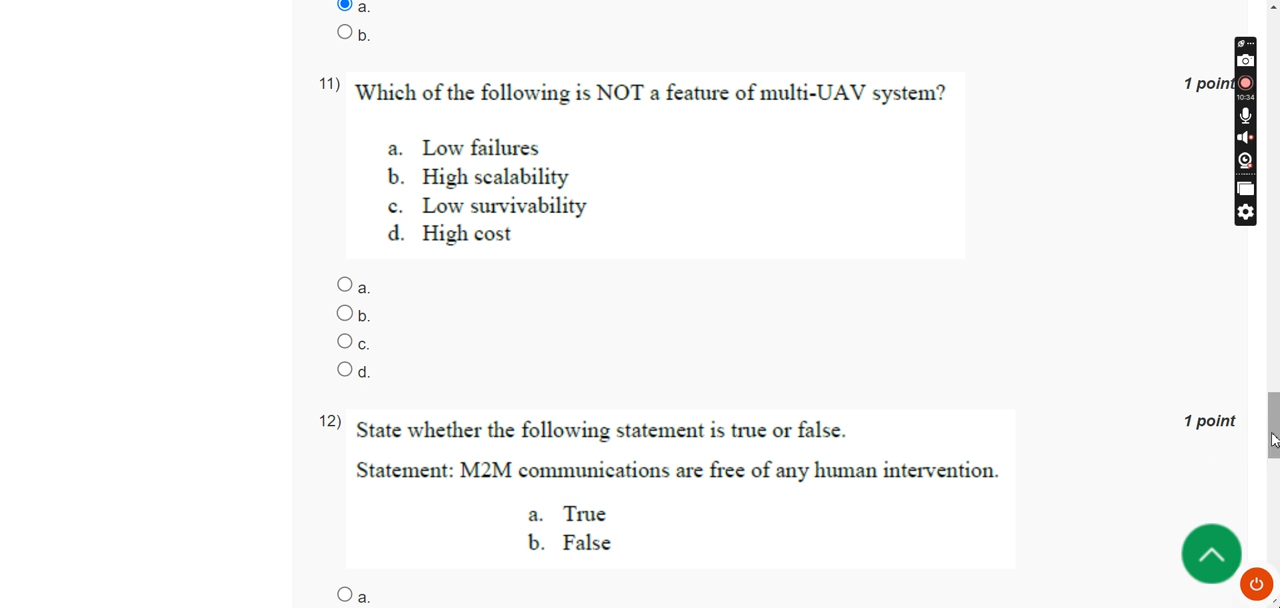 a.
b.
11)
1 point
Which of the following is NOT a feature of multi-UAV system?
a. Low failures
b. High scalability
c. Low survivability
d. High cost
a.
b.
c.
d.
12)
1 point
State whether the following statement is true or false.
Statement: M2M communications are free of any human intervention.
a. True
b. False
a.
10:34